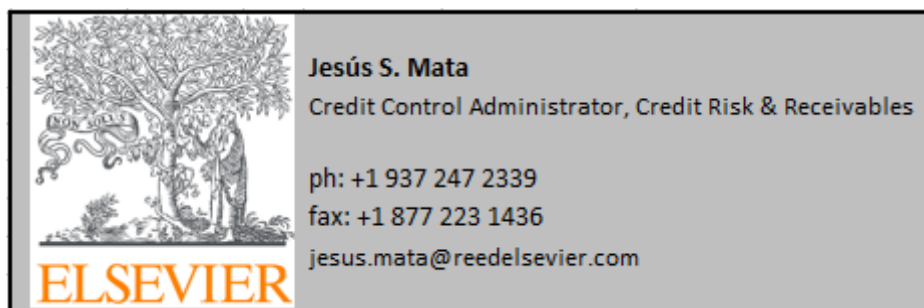 NON SOLUS
ELSEVIER
Jesús S. Mata
Credit Control Administrator, Credit Risk & Receivables
ph: +1 937 247 2339
fax: +1 877 223 1436
jesus.mata@reedelsevier.com